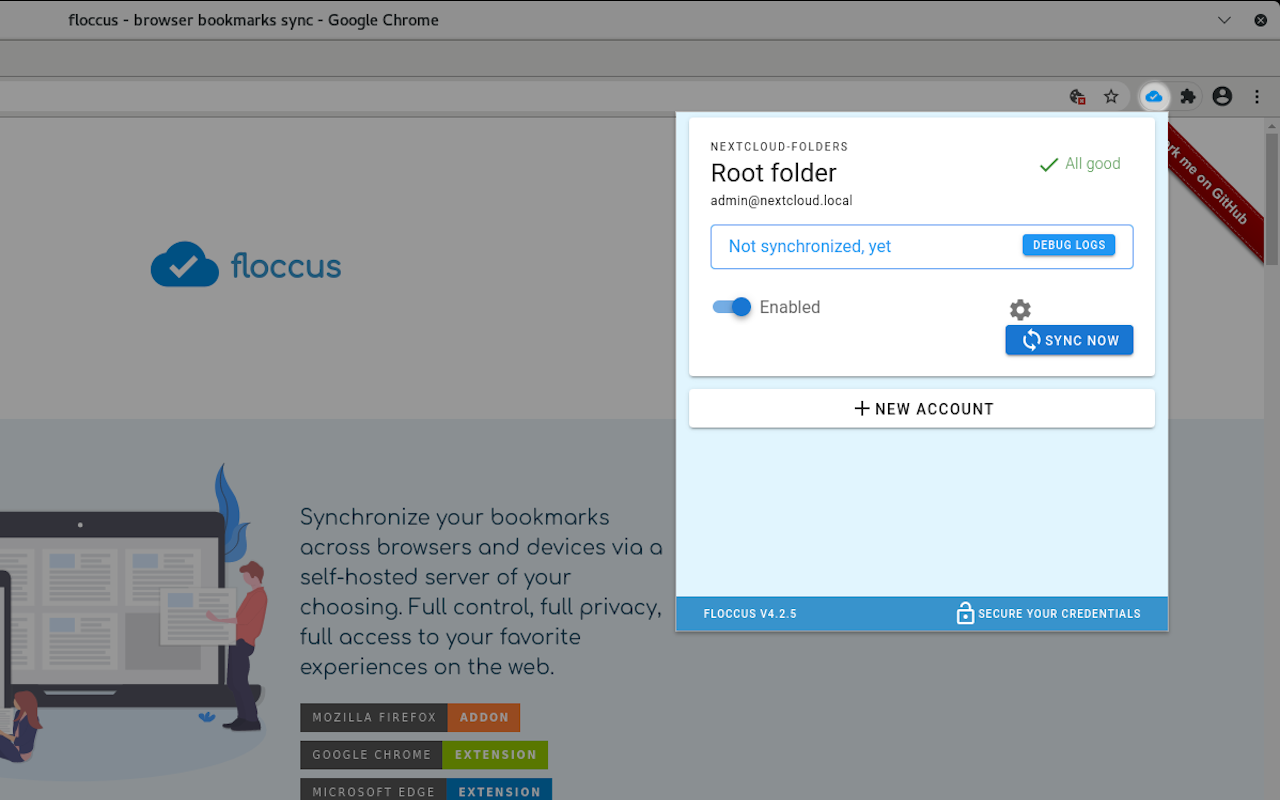 floccus - browser bookmarks sync - Google Chrome
NEXTCLOUD-FOLDERS
Root folder
All good
admin@nextcloud.local
Not synchronized, yet
DEBUG LOGS
Enabled
SYNC NOW
NEW ACCOUNT
FLOCCUS V4.2.5
SECURE YOUR CREDENTIALS
me on GitHub
floccus
Synchronize your bookmarks
across browsers and devices via a
self-hosted server of your
choosing. Full control, full privacy,
full access to your favorite
experiences on the web.
MOZILLA FIREFOX ADDON
GOOGLE CHROME EXTENSION
MICROSOFT EDGE EXTENSION